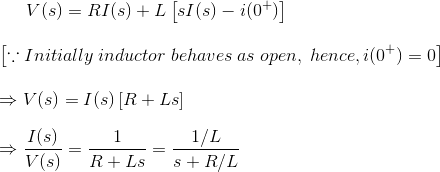 V(s) = RI(s) + L [sI(s) − i(0⁺)]
[∵ Initially inductor behaves as open, hence, i(0⁺) = 0]
⇒ V(s) = I(s) [R + Ls]
⇒ I(s)/V(s) = 1/(R + Ls) = (1/L)/(s + R/L)